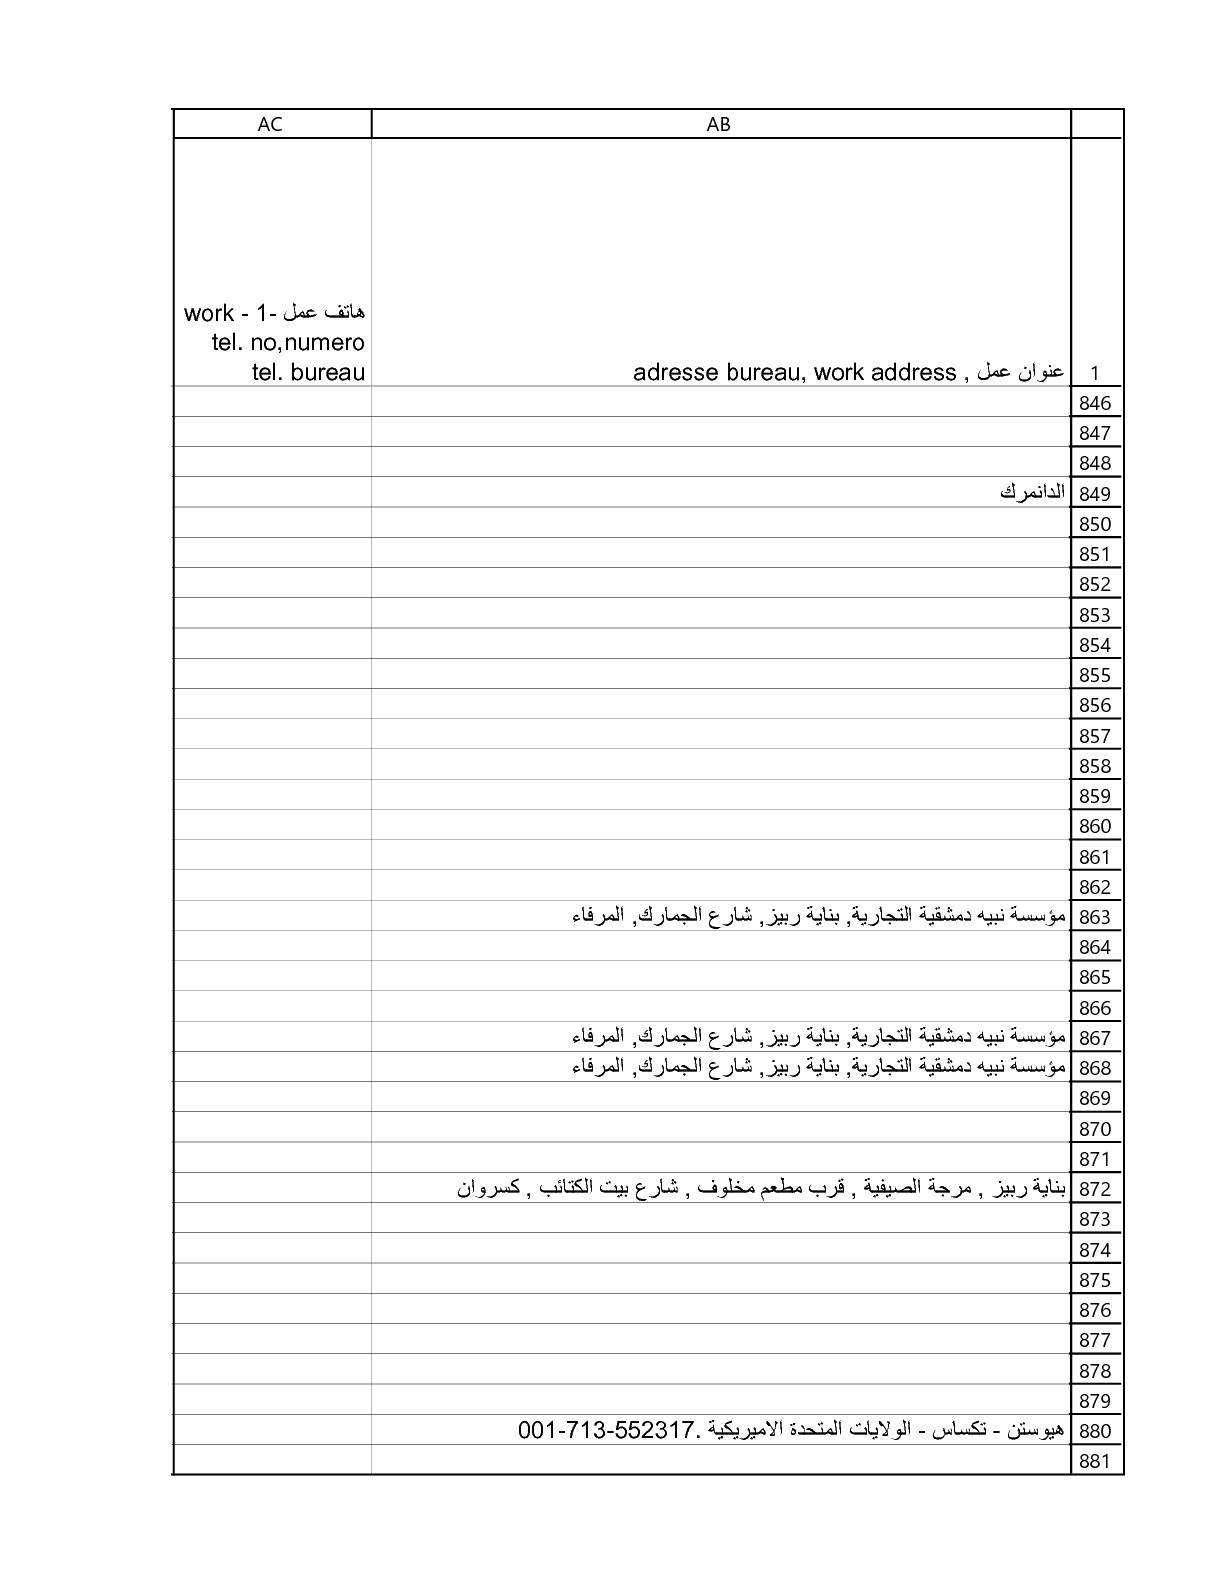 AB AC
1 عنوان عمل , adresse bureau, work address
هاتف عمل -1 - work
tel. no,numero
tel. bureau
846
847
848
849 الدانمرك
850
851
852
853
854
855
856
857
858
859
860
861
862
863 مؤسسة نبيه دمشقية التجارية, بناية ربيز, شارع الجمارك, المرفاء
864
865
866
867 مؤسسة نبيه دمشقية التجارية, بناية ربيز, شارع الجمارك, المرفاء
868 مؤسسة نبيه دمشقية التجارية, بناية ربيز, شارع الجمارك, المرفاء
869
870
871
872 بناية ربيز , مرجة الصيفية , قرب مطعم مخلوف , شارع بيت الكتائب , كسروان
873
874
875
876
877
878
879
880 هيوستن - تكساس - الولايات المتحدة الاميريكية .001-713-552317
881